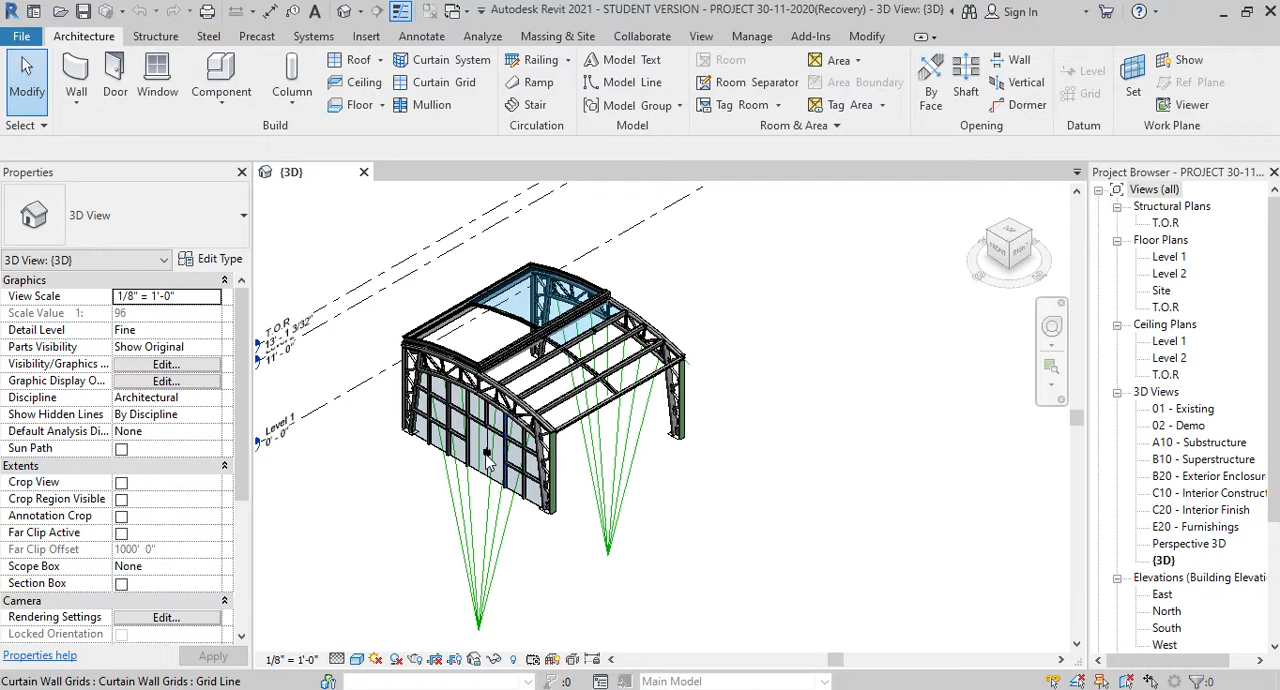 Autodesk Revit 2021 - STUDENT VERSION - PROJECT 30-11-2020(Recovery) - 3D View: {3D}
Sign In
File Architecture Structure Steel Precast Systems Insert Annotate Analyze Massing & Site Collaborate View Manage Add-Ins Modify
Modify
Wall
Door
Window
Component
Column
Roof
Ceiling
Floor
Curtain System
Curtain Grid
Mullion
Railing
Ramp
Stair
Model Text
Model Line
Model Group
Room
Room Separator
Tag Room
Area
Area Boundary
Tag Area
By
Face
Shaft
Wall
Vertical
Dormer
Level
Grid
Set
Show
Ref Plane
Viewer
Select
Build
Circulation
Model
Room & Area
Opening
Datum
Work Plane
Properties
3D View
3D View: {3D}
Edit Type
Graphics
View Scale 1/8" = 1'-0"
Scale Value 1: 96
Detail Level Fine
Parts Visibility Show Original
Visibility/Graphics ... Edit...
Graphic Display O... Edit...
Discipline Architectural
Show Hidden Lines By Discipline
Default Analysis Di... None
Sun Path
Extents
Crop View
Crop Region Visible
Annotation Crop
Far Clip Active
Far Clip Offset 1000' 0"
Scope Box None
Section Box
Camera
Rendering Settings Edit...
Locked Orientation
Properties help
Apply
{3D}
T.O.R
13' - 1 3/32"
11' - 0"
Level 1
0' - 0"
TOP
FRONT
RIGHT
1/8" = 1'-0"
Project Browser - PROJECT 30-11...
Views (all)
Structural Plans
T.O.R
Floor Plans
Level 1
Level 2
Site
T.O.R
Ceiling Plans
Level 1
Level 2
T.O.R
3D Views
01 - Existing
02 - Demo
A10 - Substructure
B10 - Superstructure
B20 - Exterior Enclosur
C10 - Interior Construct
C20 - Interior Finish
E20 - Furnishings
Perspective 3D
{3D}
Elevations (Building Elevati
East
North
South
West
Curtain Wall Grids : Curtain Wall Grids : Grid Line
:0
Main Model
:0